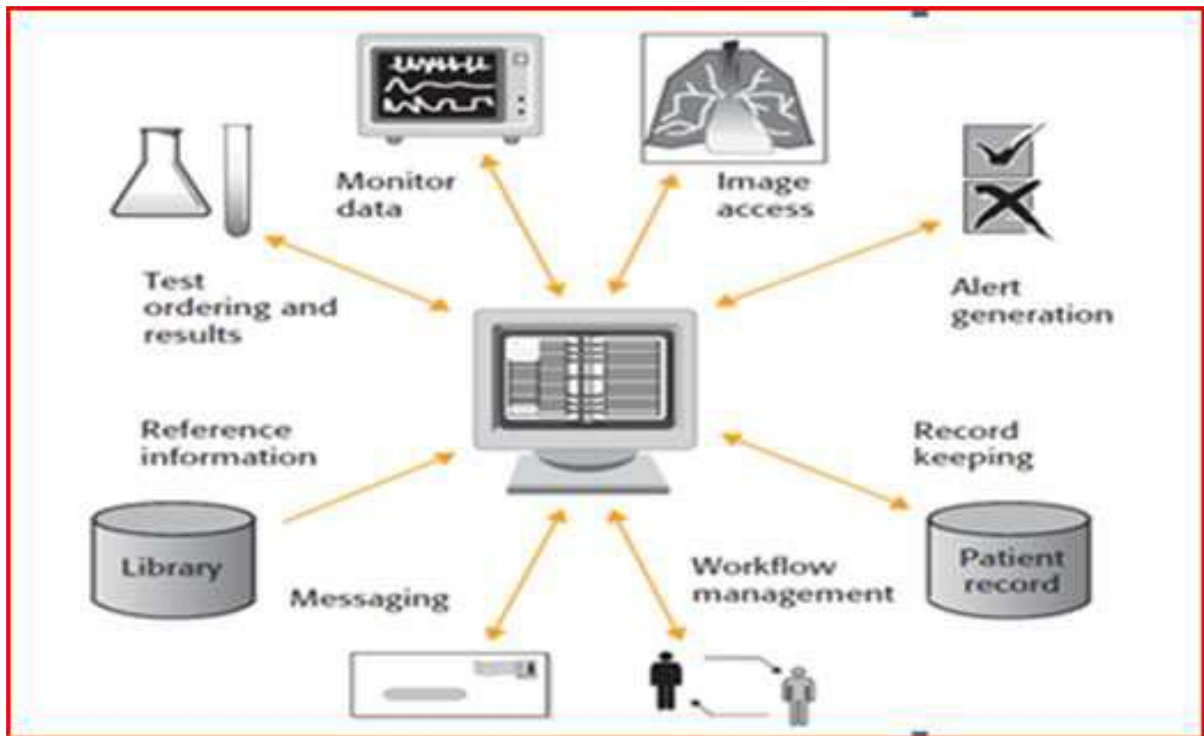 Monitor
data
Image
access
Test
ordering and
results
Alert
generation
Reference
information
Record
keeping
Library
Patient
record
Messaging
Workflow
management